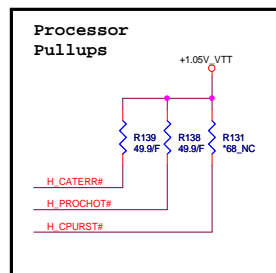 Processor
Pullups
+1.05V_VTT
R139 R138 R131
49.9/F 49.9/F *68_NC
H_CATERR#
H_PROCHOT#
H_CPURST#